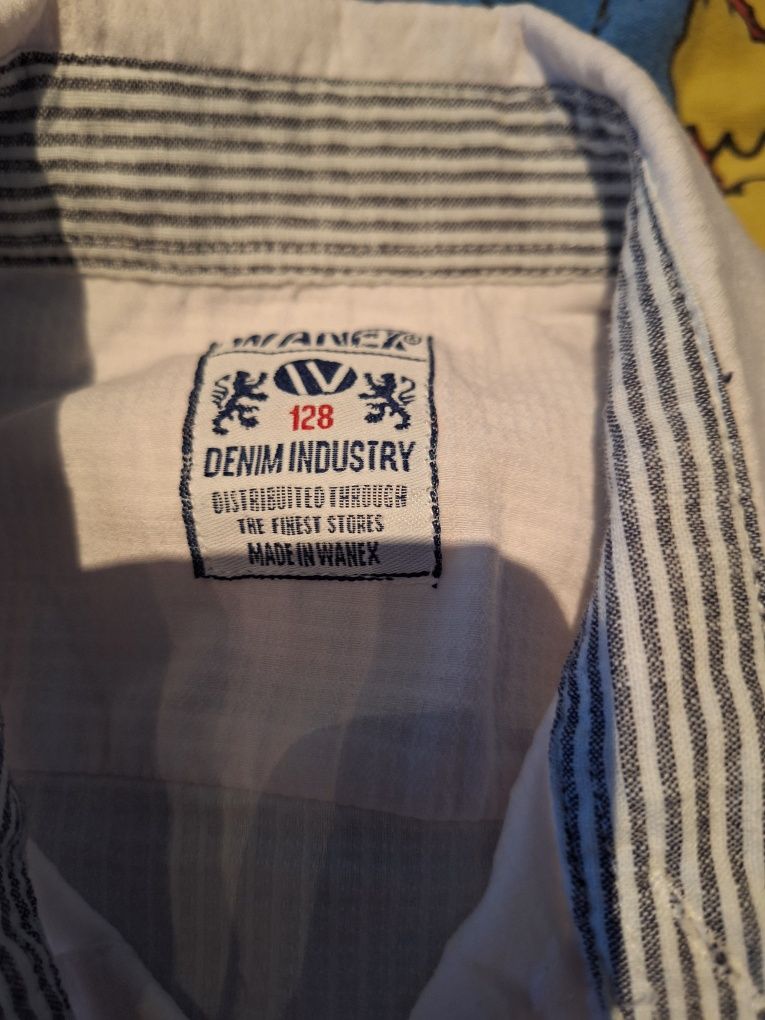 WANEX®
W
128
DENIM INDUSTRY
DISTRIBUITED THROUGH
THE FINEST STORES
MADE IN WANEX